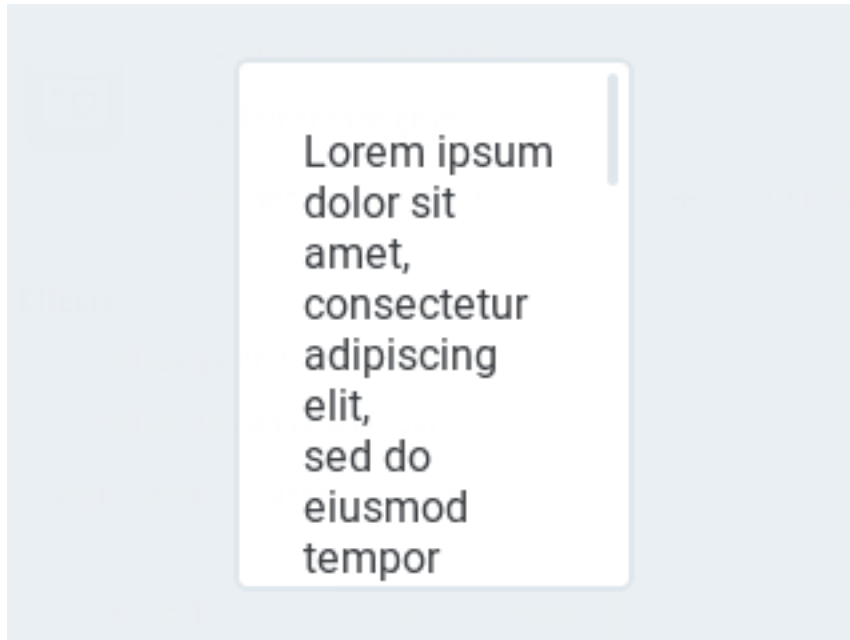 Lorem ipsum
dolor sit
amet,
consectetur
adipiscing
elit,
sed do
eiusmod
tempor